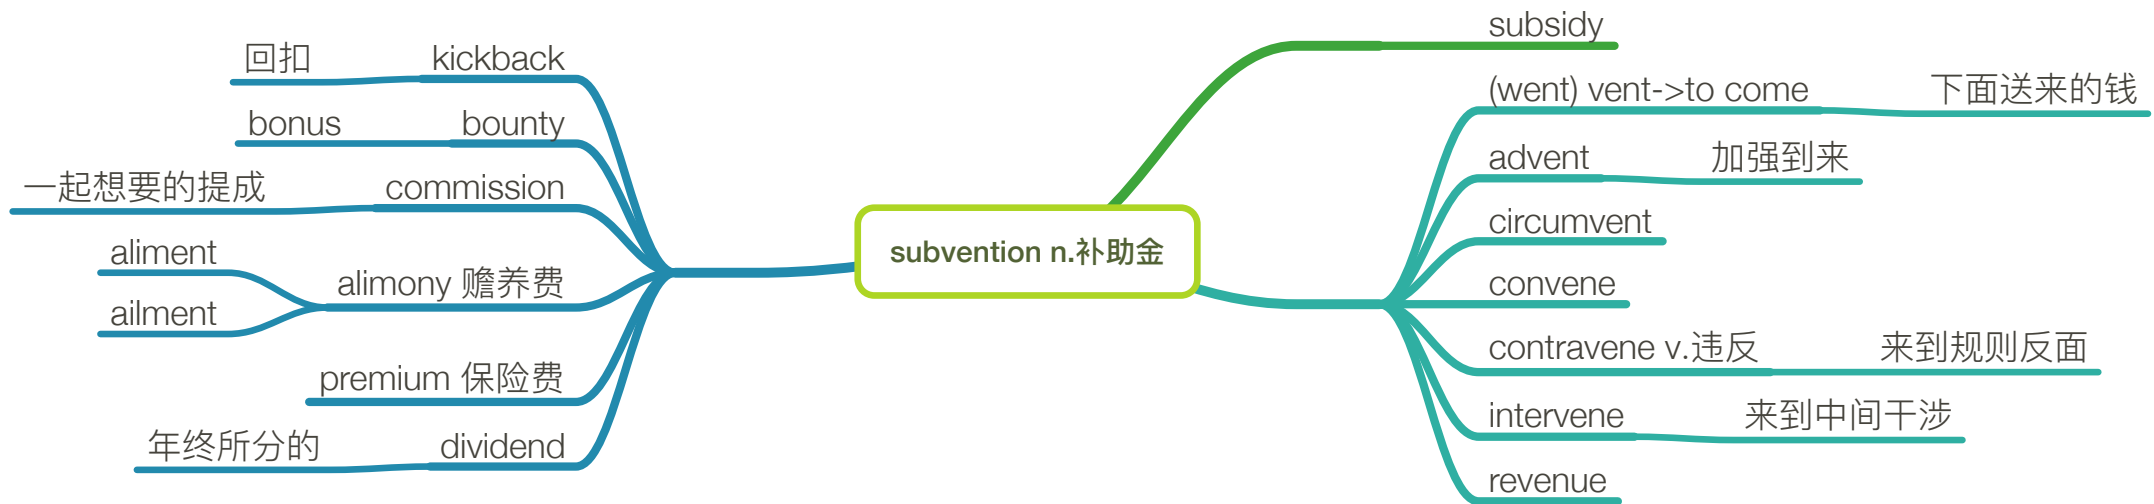 subvention n.补助金
subsidy
(went) vent->to come
下面送来的钱
advent
加强到来
circumvent
convene
contravene v.违反
来到规则反面
intervene
来到中间干涉
revenue
kickback
回扣
bounty
bonus
commission
一起想要的提成
alimony 赡养费
aliment
ailment
premium 保险费
dividend
年终所分的